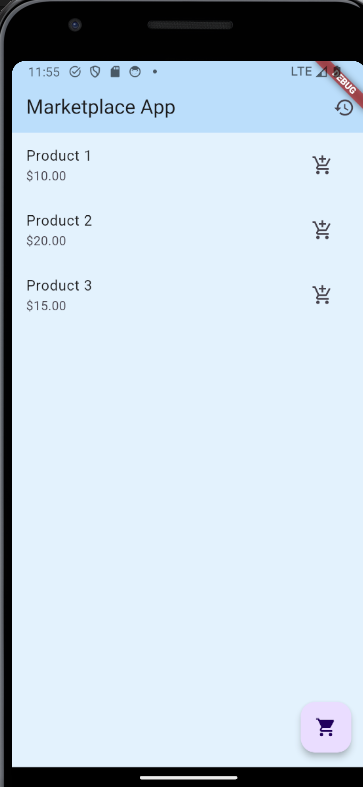 11:55 LTE
DEBUG
Marketplace App
Product 1
$10.00
Product 2
$20.00
Product 3
$15.00